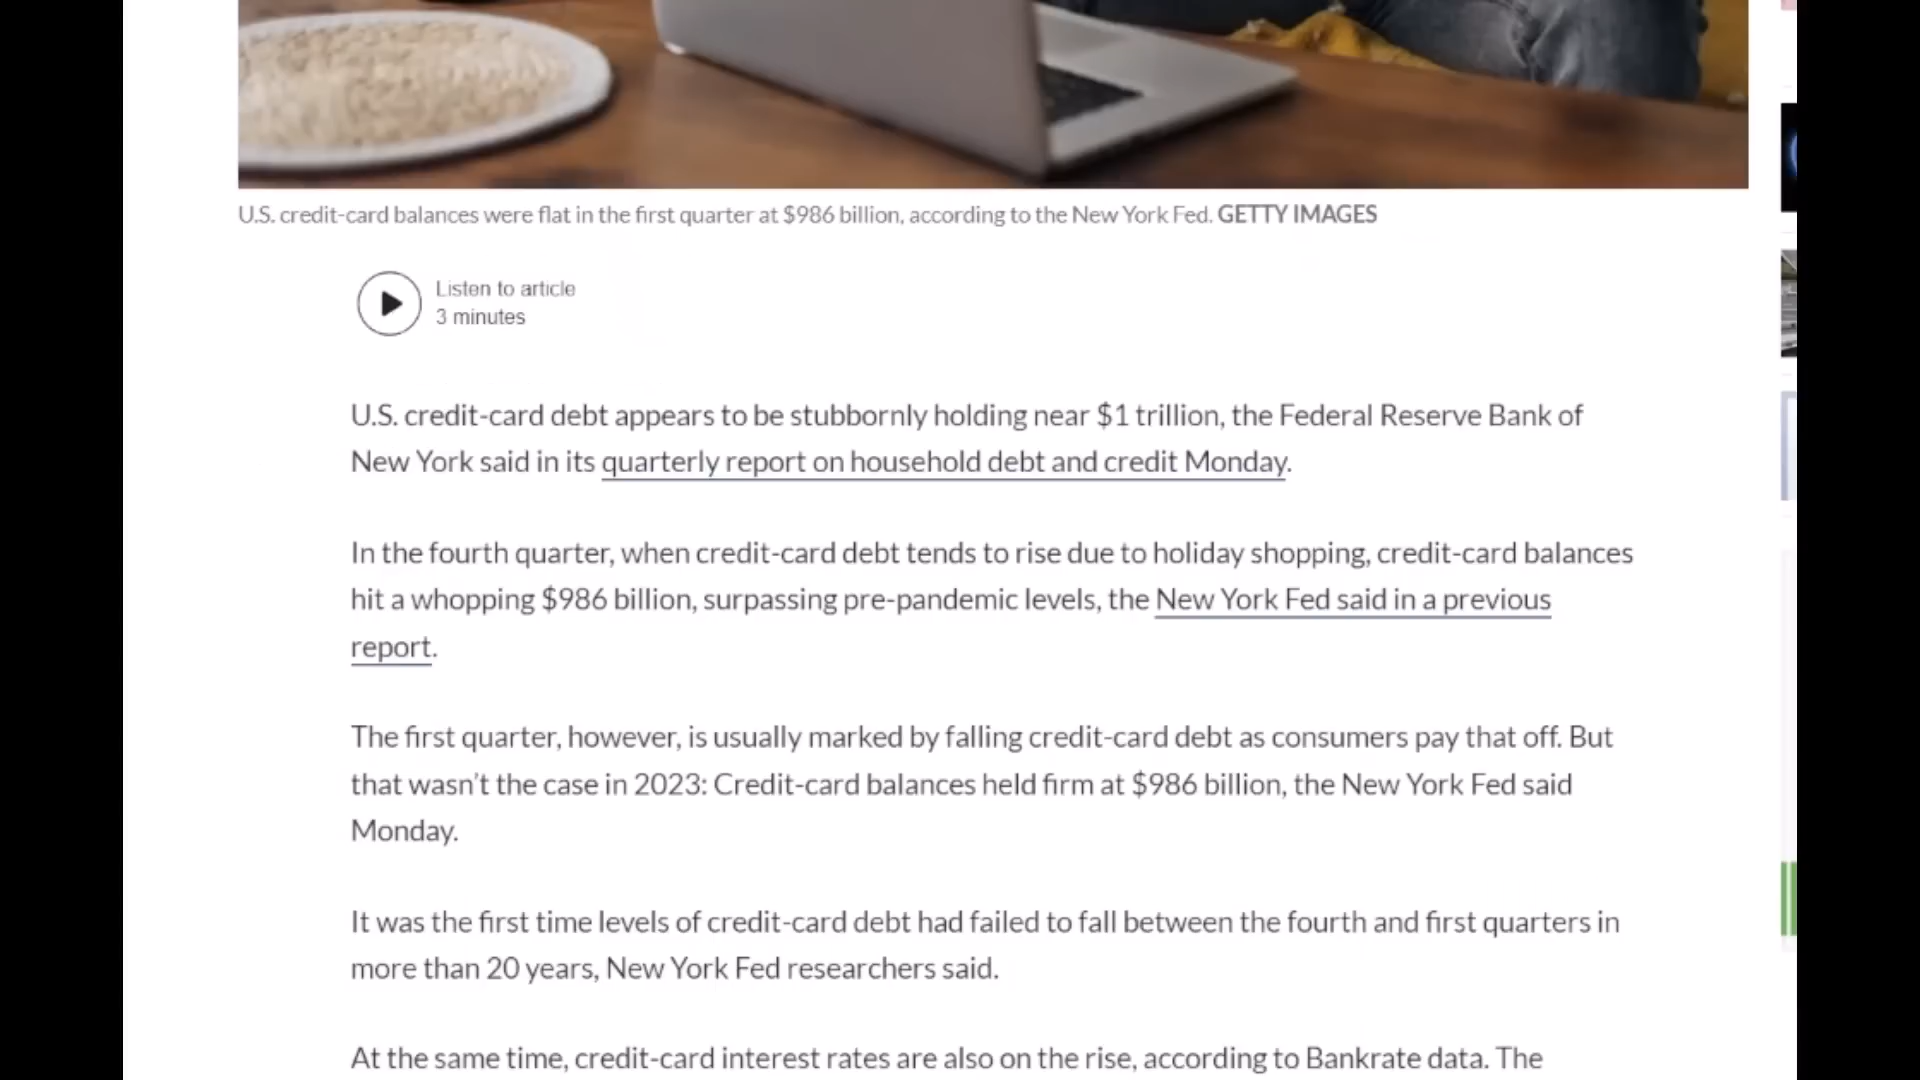 U.S. credit-card balances were flat in the first quarter at $986 billion, according to the New York Fed. GETTY IMAGES
Listen to article
3 minutes
U.S. credit-card debt appears to be stubbornly holding near $1 trillion, the Federal Reserve Bank of
New York said in its quarterly report on household debt and credit Monday.
In the fourth quarter, when credit-card debt tends to rise due to holiday shopping, credit-card balances
hit a whopping $986 billion, surpassing pre-pandemic levels, the New York Fed said in a previous
report.
The first quarter, however, is usually marked by falling credit-card debt as consumers pay that off. But
that wasn’t the case in 2023: Credit-card balances held firm at $986 billion, the New York Fed said
Monday.
It was the first time levels of credit-card debt had failed to fall between the fourth and first quarters in
more than 20 years, New York Fed researchers said.
At the same time, credit-card interest rates are also on the rise, according to Bankrate data. The